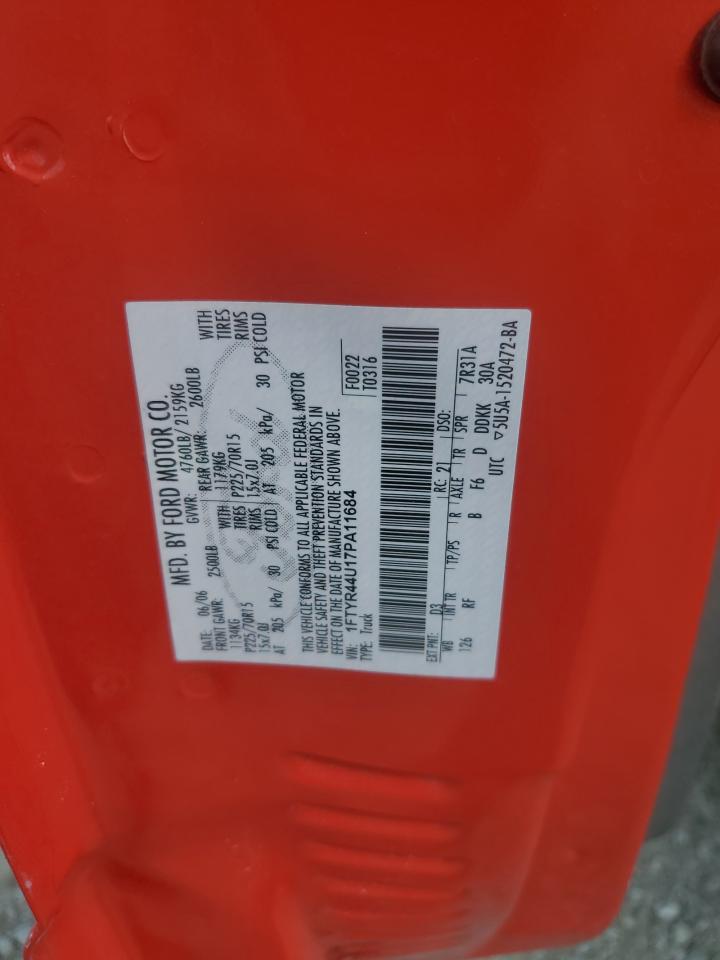 MFD. BY FORD MOTOR CO.
DATE: 06/06 GVWR: 4760LB/ 2159KG
FRONT GAWR: 2500LB REAR GAWR: 2600LB
1134KG WITH 1179KG WITH
P225/70R15 TIRES P225/70R15 TIRES
15x7.0J RIMS 15x7.0J RIMS
AT 205 kPa/ 30 PSI COLD AT 205 kPa/ 30 PSI COLD
THIS VEHICLE CONFORMS TO ALL APPLICABLE FEDERAL MOTOR
VEHICLE SAFETY AND THEFT PREVENTION STANDARDS IN
EFFECT ON THE DATE OF MANUFACTURE SHOWN ABOVE.
VIN: 1FTYR44U17PA11684 F0022
TYPE: Truck T0316
EXT PNT: D3 RC: 21 DSO:
WB INT TR TP/PS R AXLE TR SPR 7R31A
126 RF B F6 D DDKK 30A
UTC ▽5U5A-1520472-BA